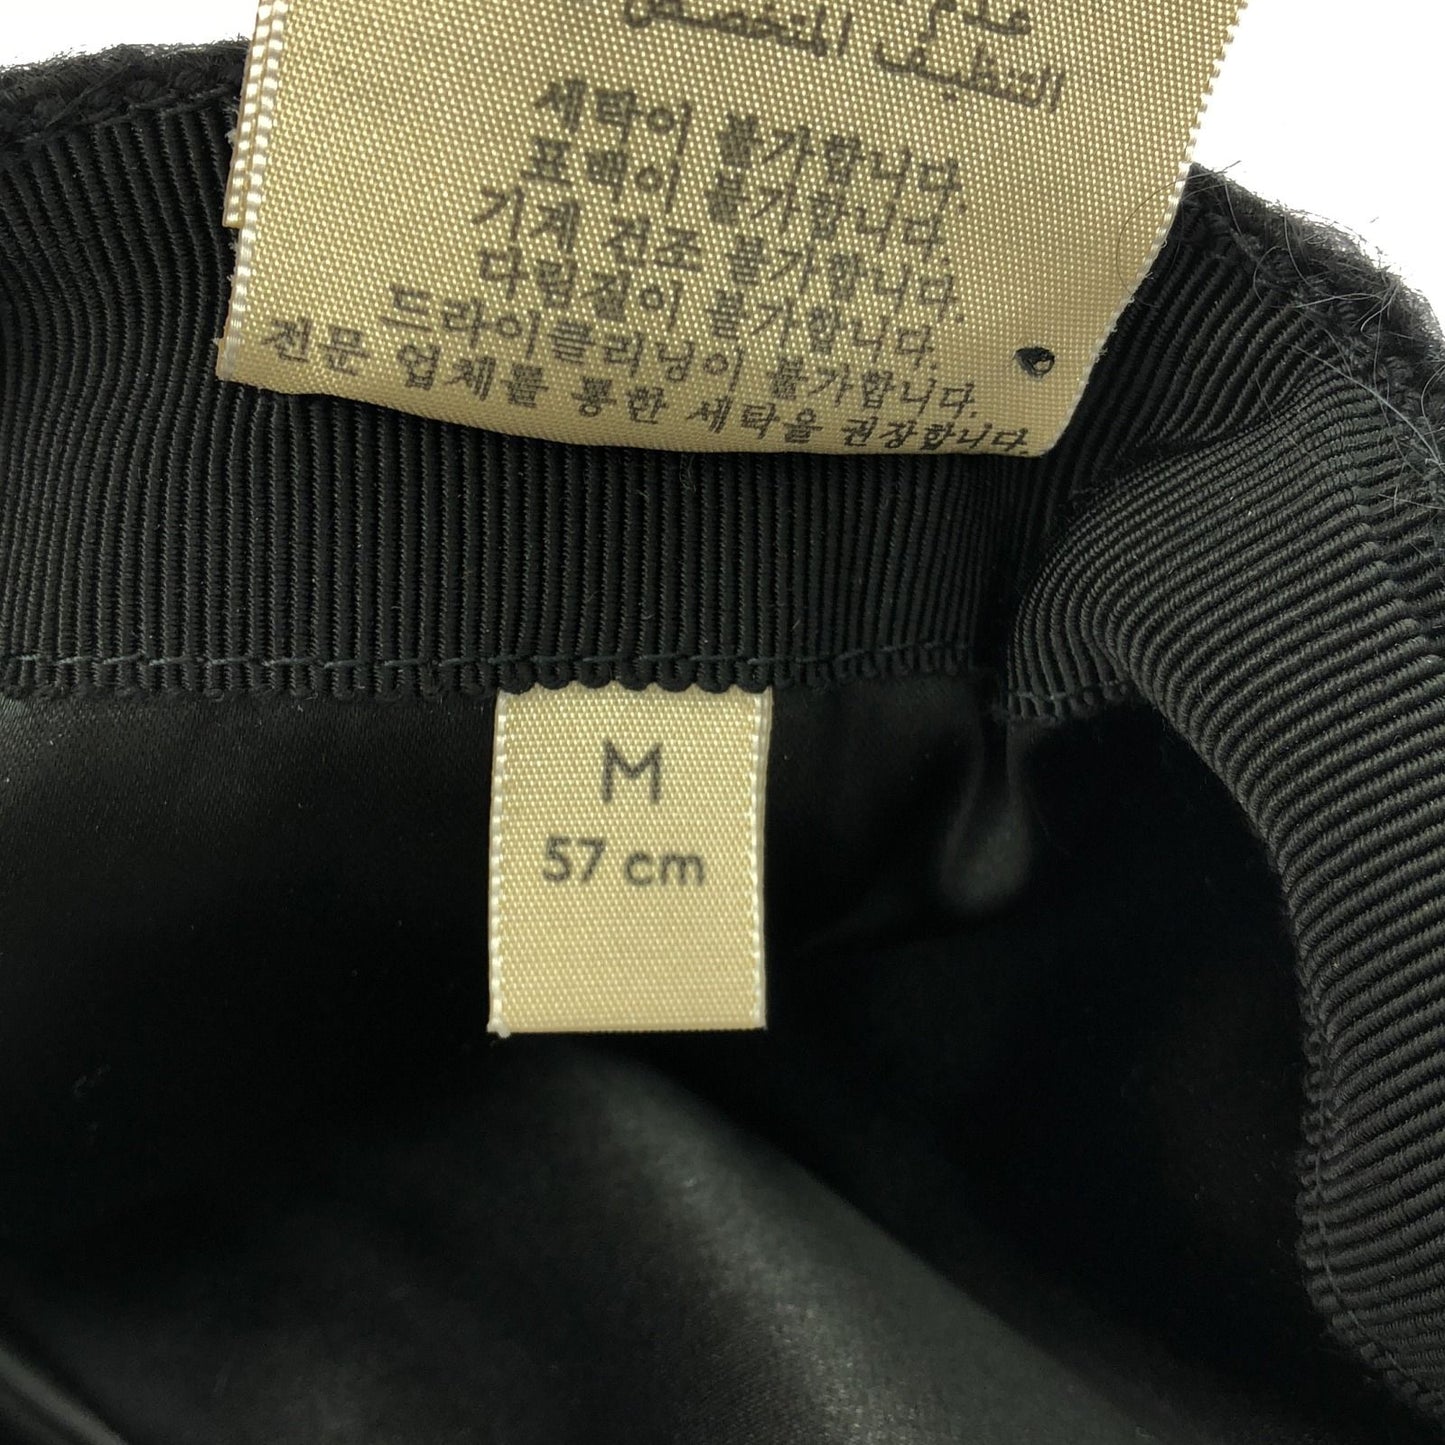 التنظيف المتخصص
세탁이 불가합니다.
표백이 불가합니다.
기계 건조 불가합니다.
다림질이 불가합니다.
드라이클리닝이 불가합니다.
전문 업체를 통한 세탁을 권장합니다.
M
57 cm